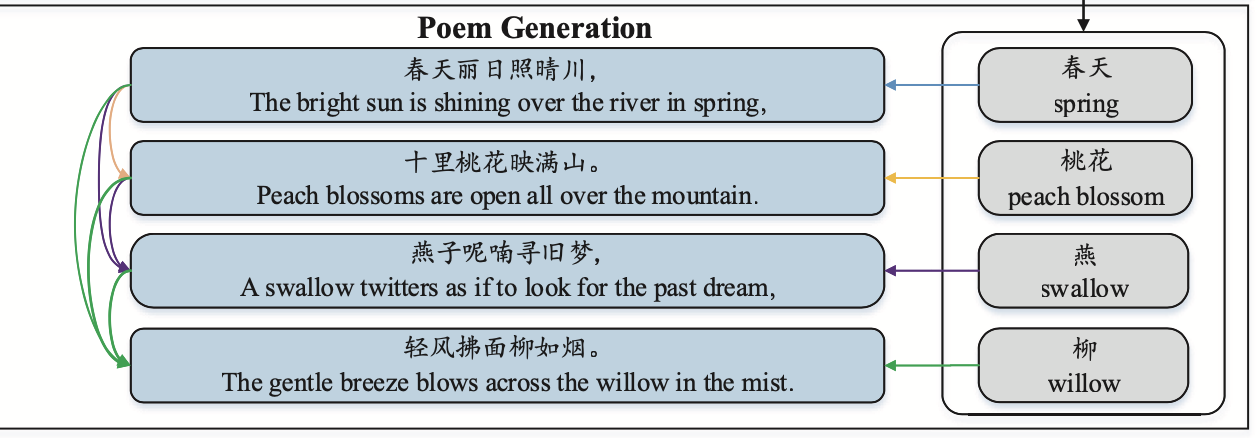 Poem Generation
春天丽日照晴川，
The bright sun is shining over the river in spring,
春天
spring
十里桃花映满山。
Peach blossoms are open all over the mountain.
桃花
peach blossom
燕子呢喃寻旧梦，
A swallow twitters as if to look for the past dream,
燕
swallow
轻风拂面柳如烟。
The gentle breeze blows across the willow in the mist.
柳
willow